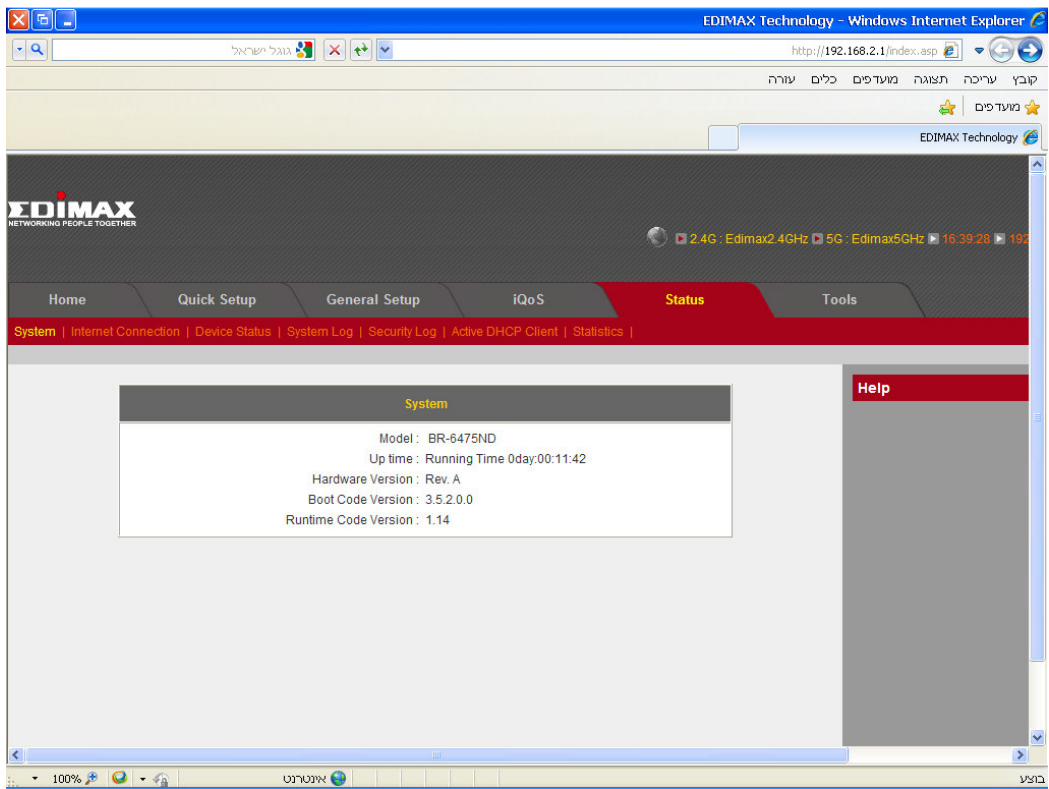 EDIMAX Technology - Windows Internet Explorer
http://192.168.2.1/index.asp
גוגל ישראל
קובץ עריכה תצוגה מועדפים כלים עזרה
מועדפים
EDIMAX Technology
EDIMAX
NETWORKING PEOPLE TOGETHER
2.4G : Edimax2.4GHz 5G : Edimax5GHz 16:39:28 192
Home Quick Setup General Setup iQoS Status Tools
System | Internet Connection | Device Status | System Log | Security Log | Active DHCP Client | Statistics |
Help
System
Model : BR-6475ND
Up time : Running Time 0day:00:11:42
Hardware Version : Rev. A
Boot Code Version : 3.5.2.0.0
Runtime Code Version : 1.14
בוצע
אינטרנט
100%